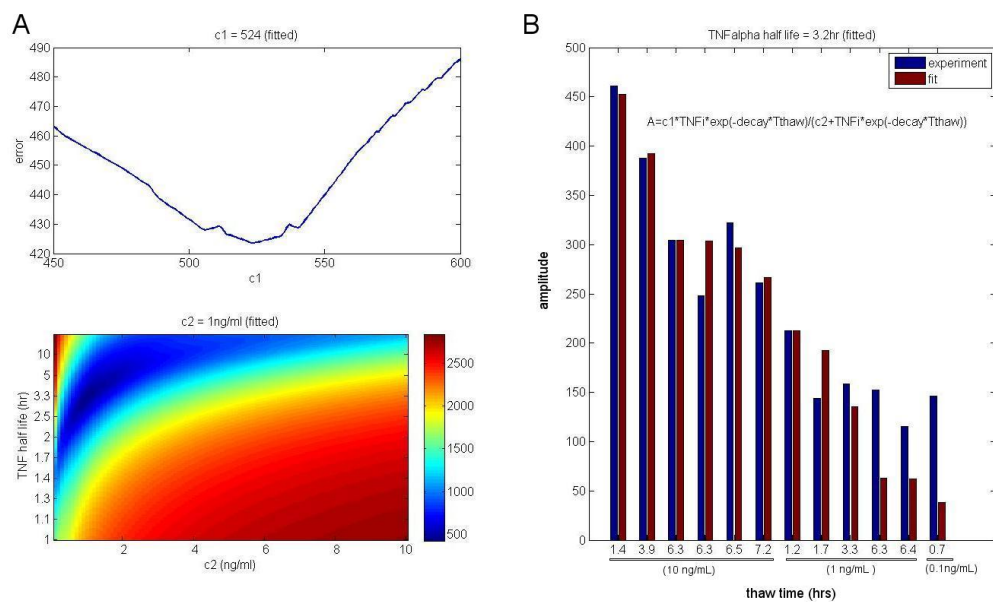 A
c1 = 524 (fitted)
490
480
470
460
450
440
430
420
error
450
500
550
600
c1
c2 = 1ng/ml (fitted)
10
5
3.3
2.5
2
1.7
1.4
1.3
1.1
1
TNF half life (hr)
2
4
6
8
10
c2 (ng/ml)
2500
2000
1500
1000
500
B
TNFalpha half life = 3.2hr (fitted)
500
450
400
350
300
250
200
150
100
50
0
amplitude
experiment
fit
A=c1*TNFi*exp(-decay*Tthaw)/(c2+TNFi*exp(-decay*Tthaw))
1.4 3.9 6.3 6.3 6.5 7.2 1.2 1.7 3.3 6.3 6.4 0.7
(10 ng/mL) (1 ng/mL ) (0.1ng/mL)
thaw time (hrs)